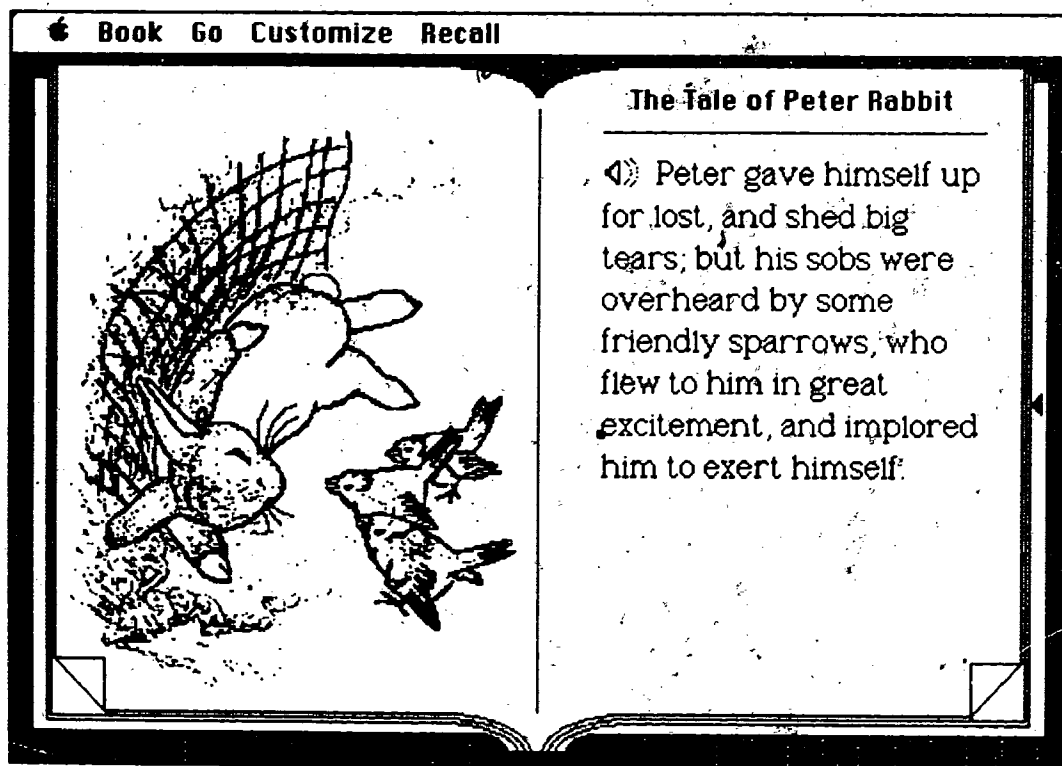 Book Go Customize Recall
The Tale of Peter Rabbit
Peter gave himself up
for lost, and shed big
tears; but his sobs were
overheard by some
friendly sparrows, who
flew to him in great
excitement, and implored
him to exert himself.